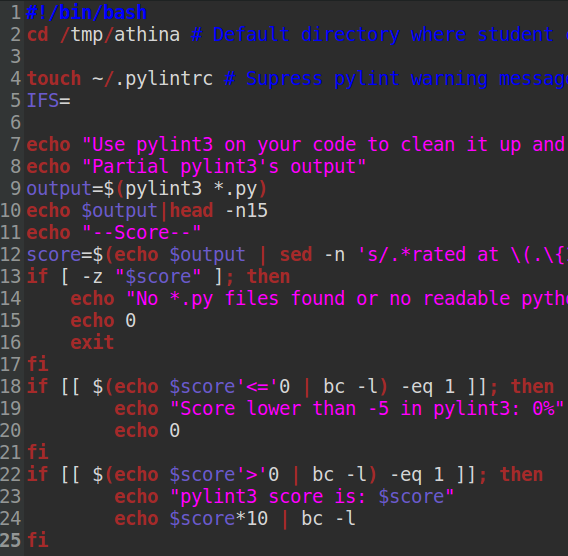 1 #!/bin/bash
2 cd /tmp/athina # Default directory where student
3
4 touch ~/.pylintrc # Supress pylint warning messag
5 IFS=
6
7 echo "Use pylint3 on your code to clean it up and
8 echo "Partial pylint3's output"
9 output=$(pylint3 *.py)
10 echo $output|head -n15
11 echo "--Score--"
12 score=$(echo $output | sed -n 's/.*rated at \(.\{
13 if [ -z "$score" ]; then
14     echo "No *.py files found or no readable pyth
15     echo 0
16     exit
17 fi
18 if [[ $(echo $score'<='0 | bc -l) -eq 1 ]]; then
19         echo "Score lower than -5 in pylint3: 0%"
20         echo 0
21 fi
22 if [[ $(echo $score'>'0 | bc -l) -eq 1 ]]; then
23         echo "pylint3 score is: $score"
24         echo $score*10 | bc -l
25 fi